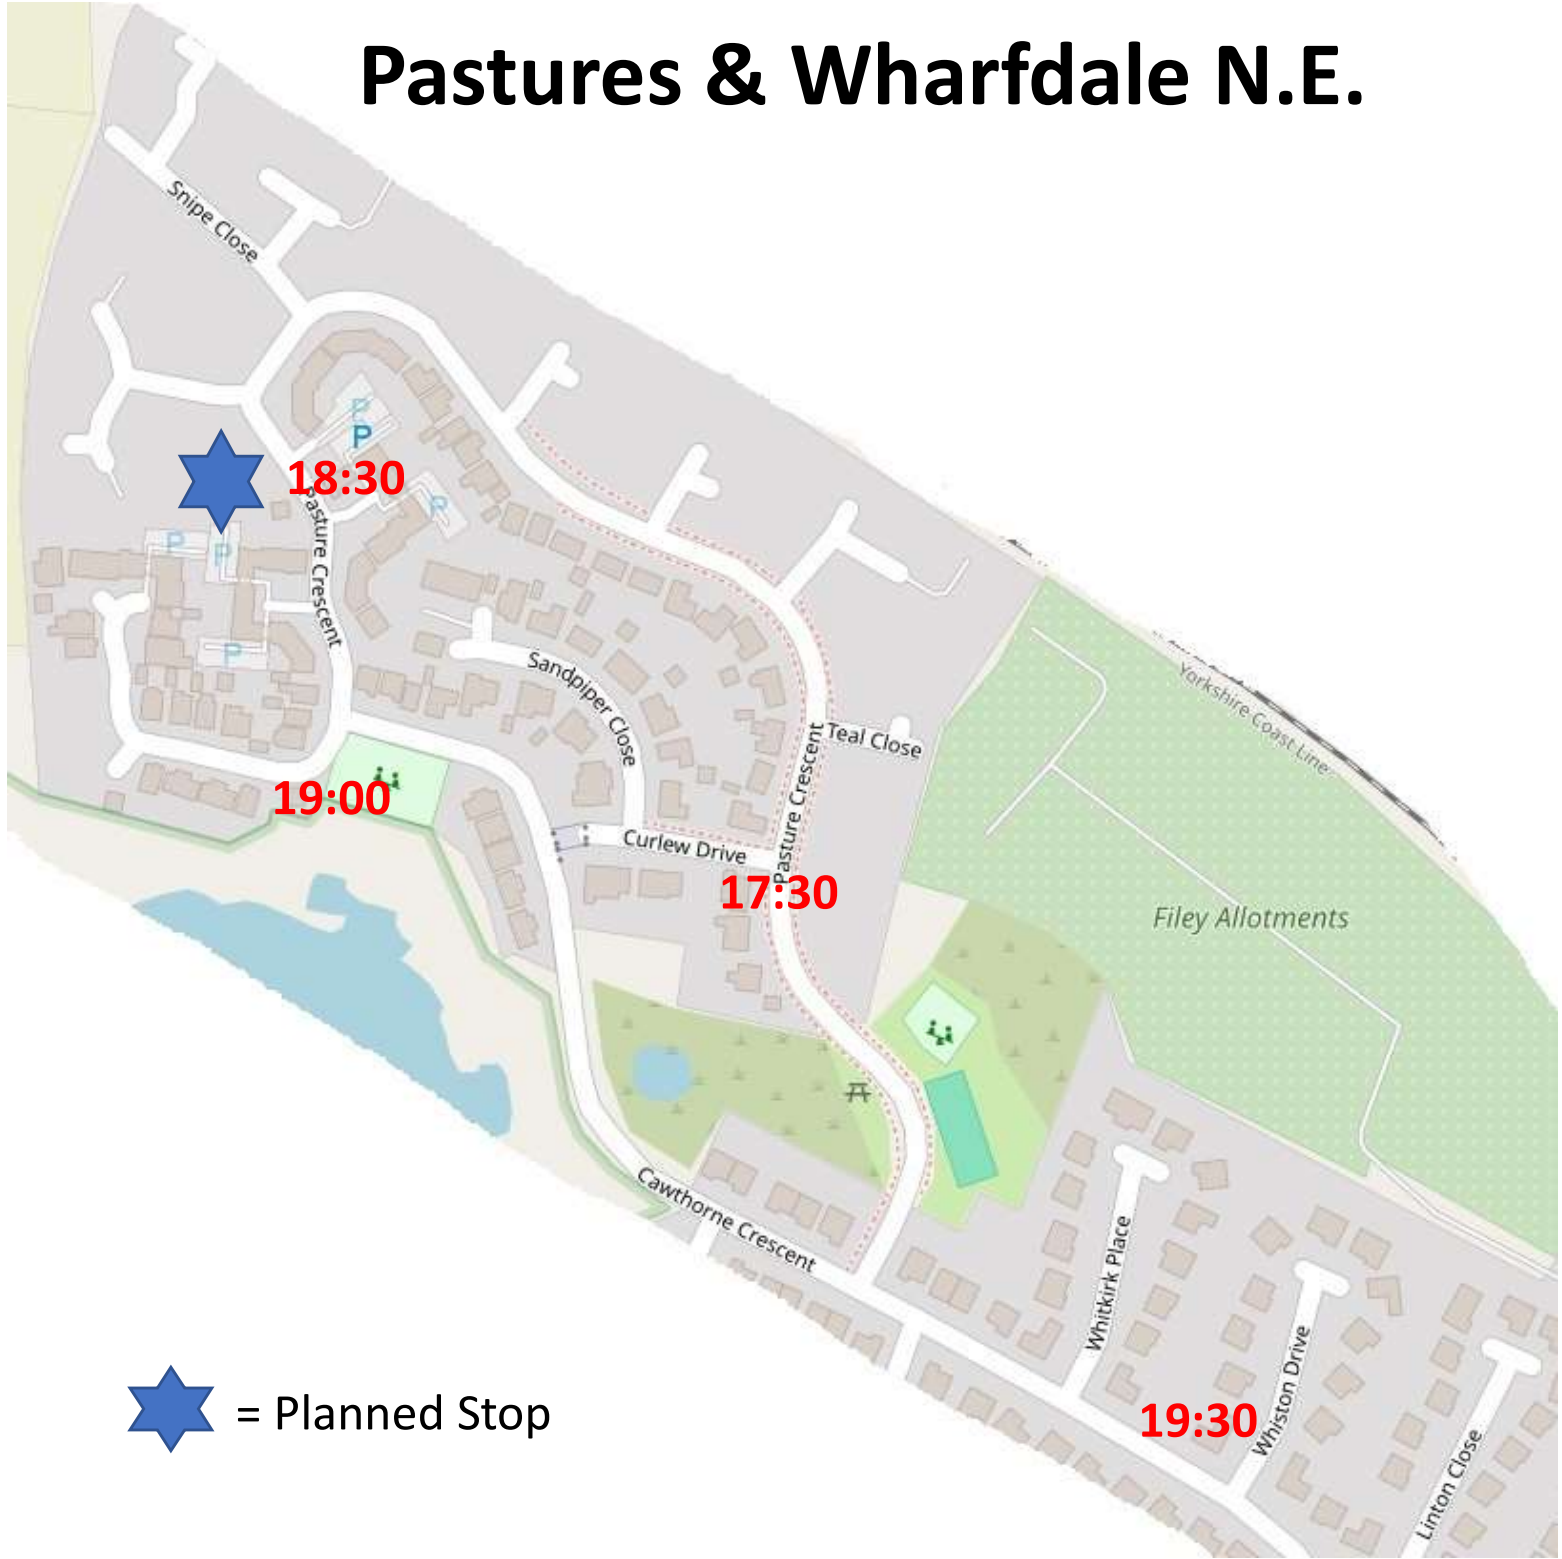 Pastures & Wharfdale N.E.
Snipe Close
P
P
18:30
P
Pasture Crescent
P
P
P
Sandpiper Close
Yorkshire Coast Line
Teal Close
Pasture Crescent
19:00
Curlew Drive
17:30
Filey Allotments
Cawthorne Crescent
Whitkirk Place
Whiston Drive
19:30
Linton Close
= Planned Stop